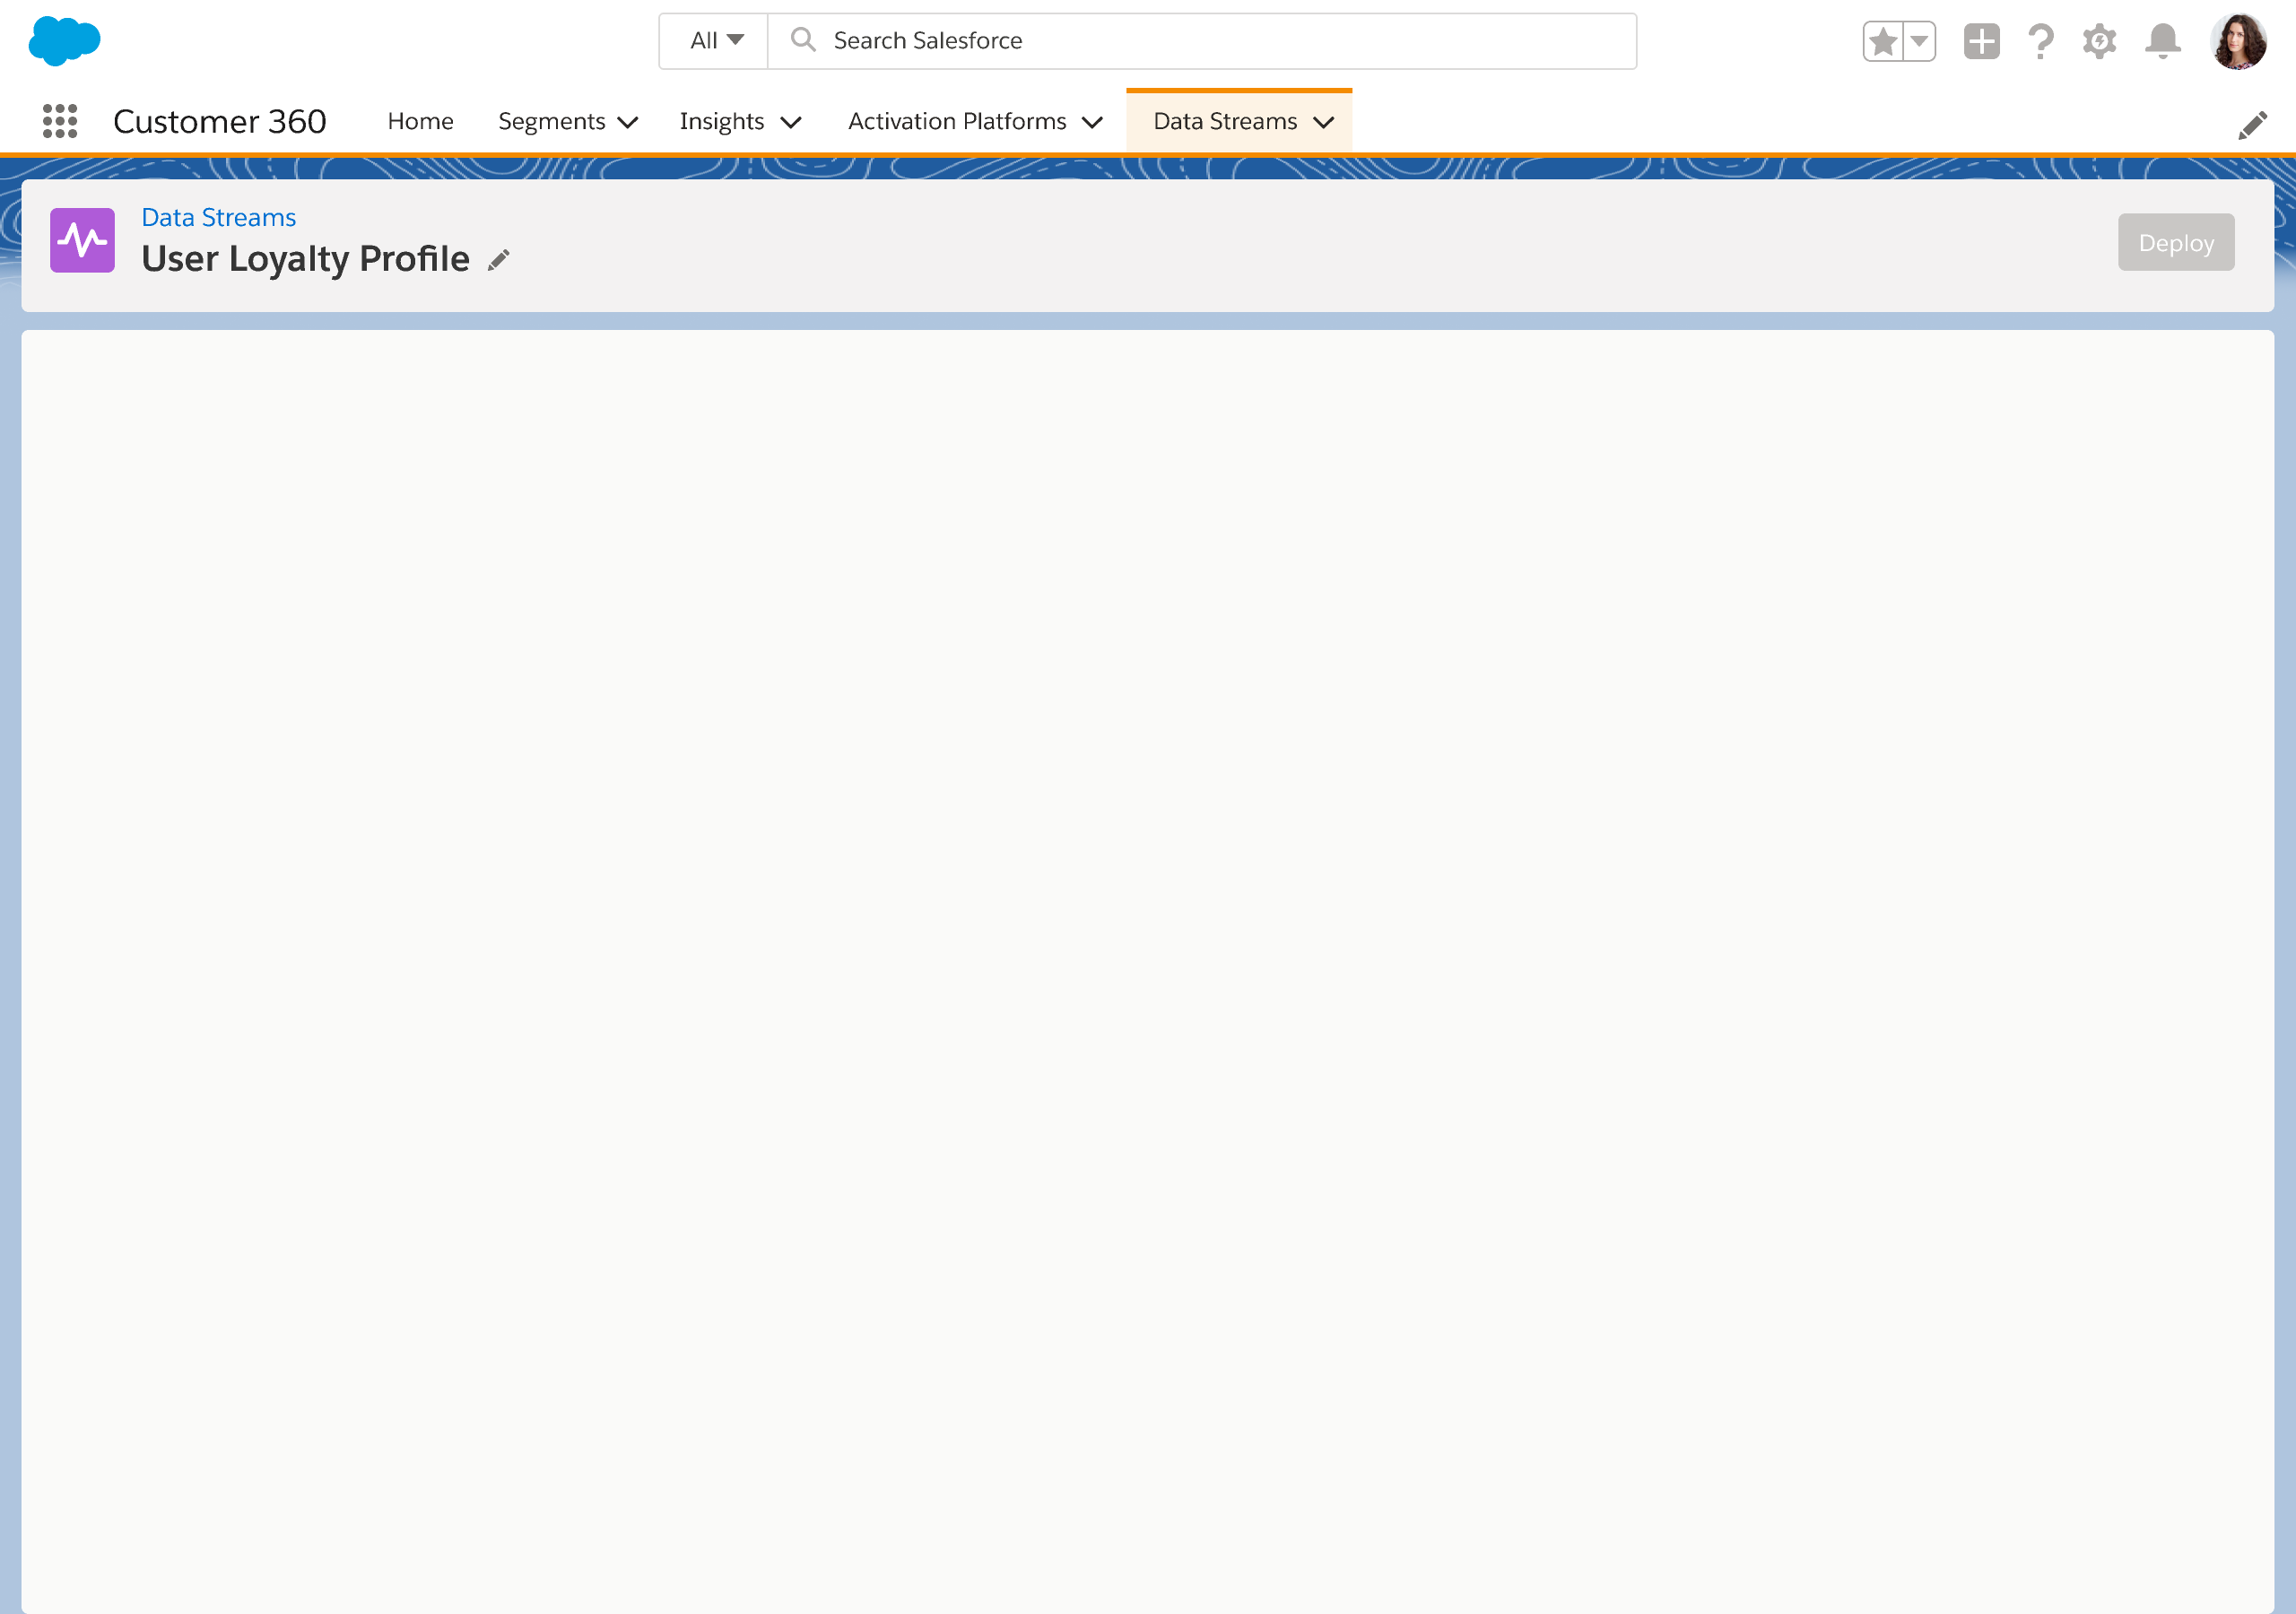 All
Search Salesforce
Customer 360
Home
Segments
Insights
Activation Platforms
Data Streams
Data Streams
User Loyalty Profile
Deploy